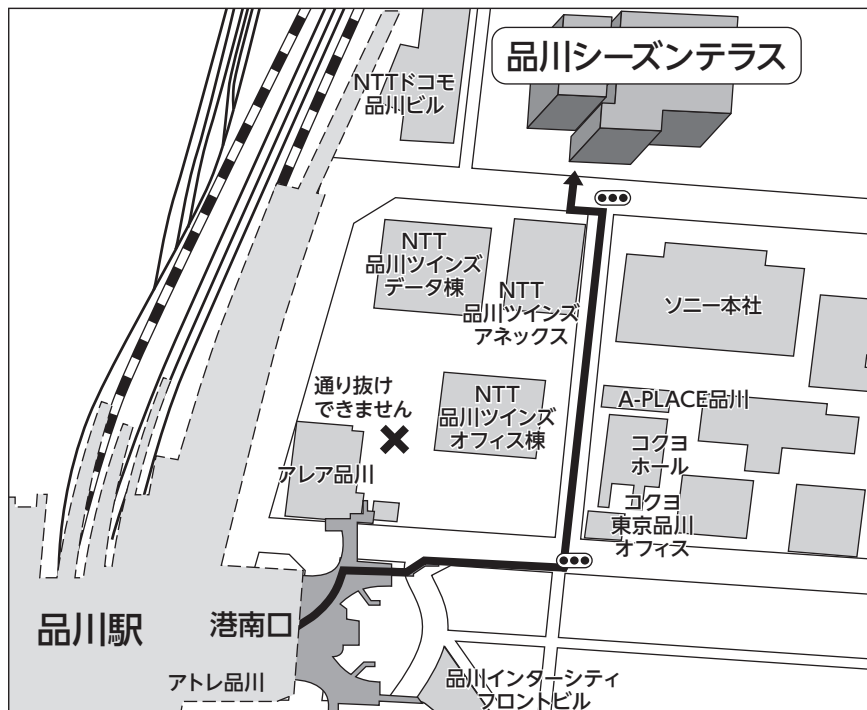 品川シーズンテラス
NTTドコモ
品川ビル
NTT
品川ツインズ
データ棟
NTT
品川ツインズ
アネックス
ソニー本社
通り抜け
できません
NTT
品川ツインズ
オフィス棟
A-PLACE品川
コクヨ
ホール
アレア品川
コクヨ
東京品川
オフィス
品川駅
港南口
アトレ品川
品川インターシティ
フロントビル